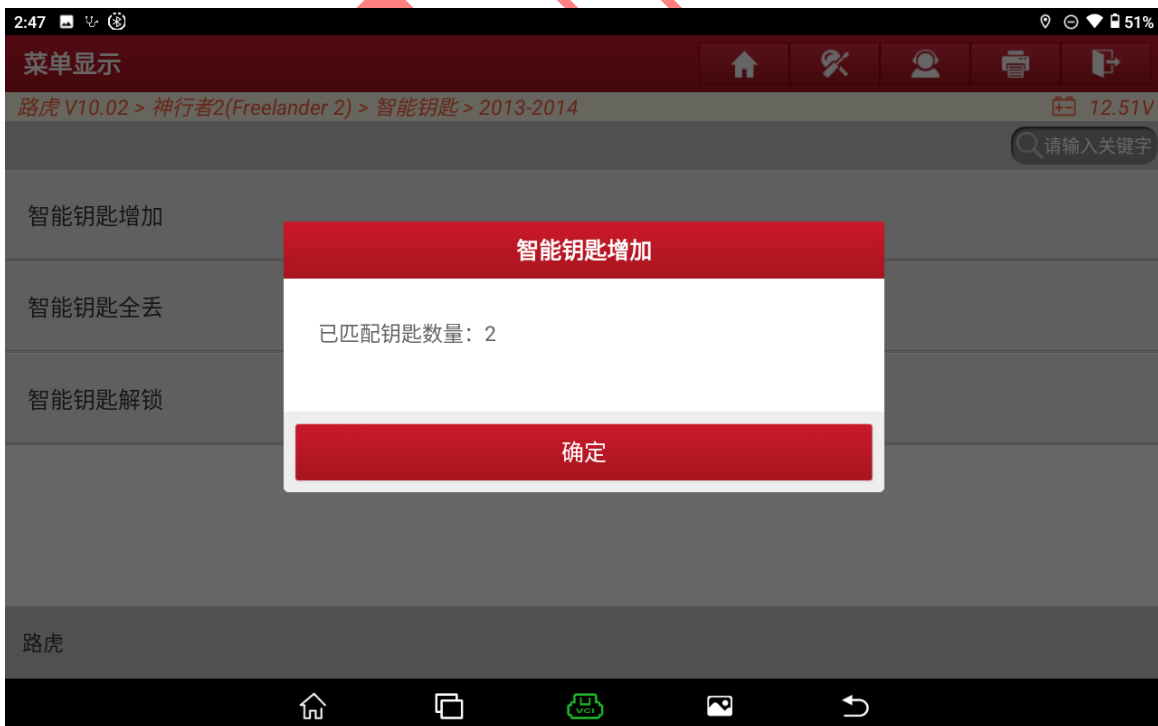 2:47
51%
菜单显示
路虎 V10.02 > 神行者2(Freelander 2) > 智能钥匙 > 2013-2014
12.51V
请输入关键字
智能钥匙增加
智能钥匙增加
智能钥匙全丢
已匹配钥匙数量：2
智能钥匙解锁
确定
路虎
VCI